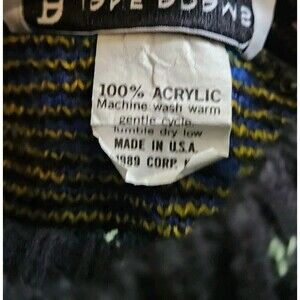 100% ACRYLIC
Machine wash warm
gentle cycle.
Tumble dry low
MADE IN U.S.A.
1989 CORP.